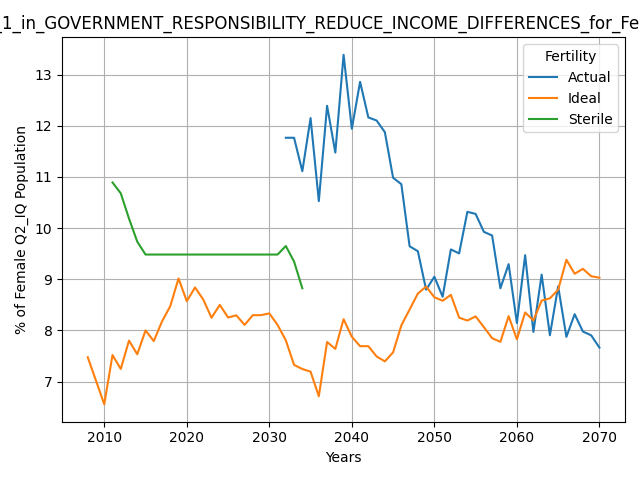 _1_in_GOVERNMENT_RESPONSIBILITY_REDUCE_INCOME_DIFFERENCES_for_Fe
Fertility
Actual
Ideal
Sterile
% of Female Q2_IQ Population
13
12
11
10
9
8
7
2010 2020 2030 2040 2050 2060 2070
Years